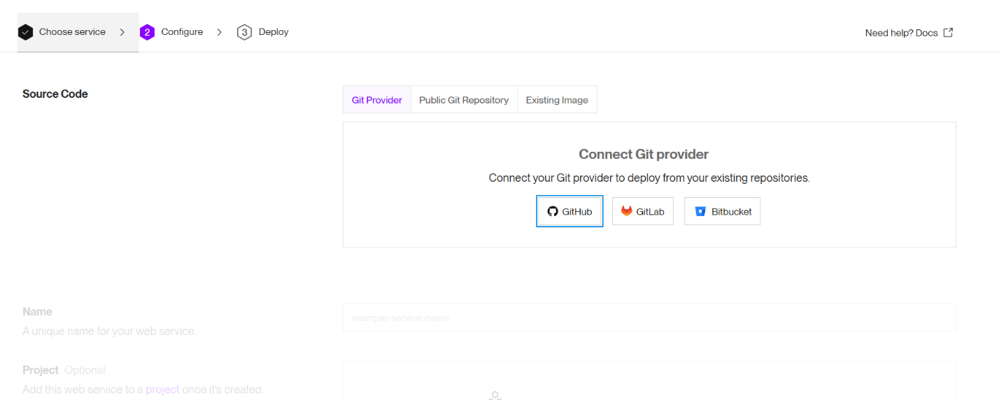 Choose service
2 Configure
3 Deploy
Need help? Docs
Source Code
Git Provider
Public Git Repository
Existing Image
Connect Git provider
Connect your Git provider to deploy from your existing repositories.
GitHub
GitLab
Bitbucket
Name
A unique name for your web service.
example-service-name
Project Optional
Add this web service to a project once it's created.